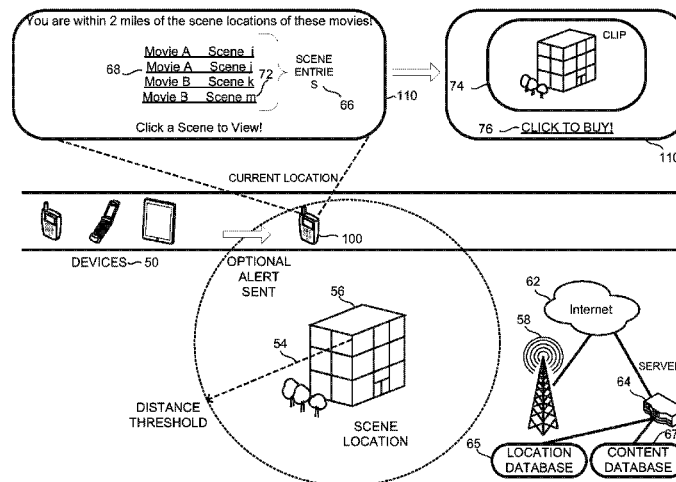 You are within 2 miles of the scene locations of these movies!
Movie A Scene i
68 Movie A Scene j
Movie B Scene k
Movie B Scene m
72
SCENE
ENTRIE
S
66
Click a Scene to View!
110
CLIP
74
76 CLICK TO BUY!
110
CURRENT LOCATION
100
DEVICES 50
OPTIONAL
ALERT
SENT
56
54
DISTANCE
THRESHOLD
SCENE
LOCATION
62
Internet
58
SERVER
64
67
65
LOCATION
DATABASE
CONTENT
DATABASE